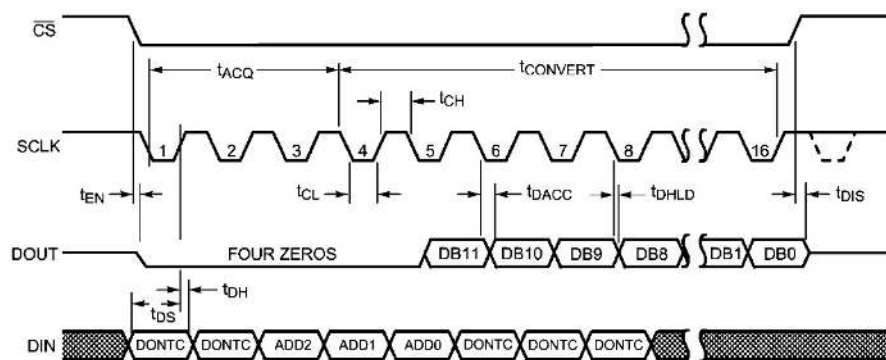 CS
tACQ
tCONVERT
tCH
SCLK
1 2 3 4 5 6 7 8 16
tEN
tCL
tDACC
tDHLD
tDIS
DOUT
FOUR ZEROS
DB11 DB10 DB9 DB8 DB1 DB0
tDH
tDS
DIN
DONTC DONTC ADD2 ADD1 ADD0 DONTC DONTC DONTC